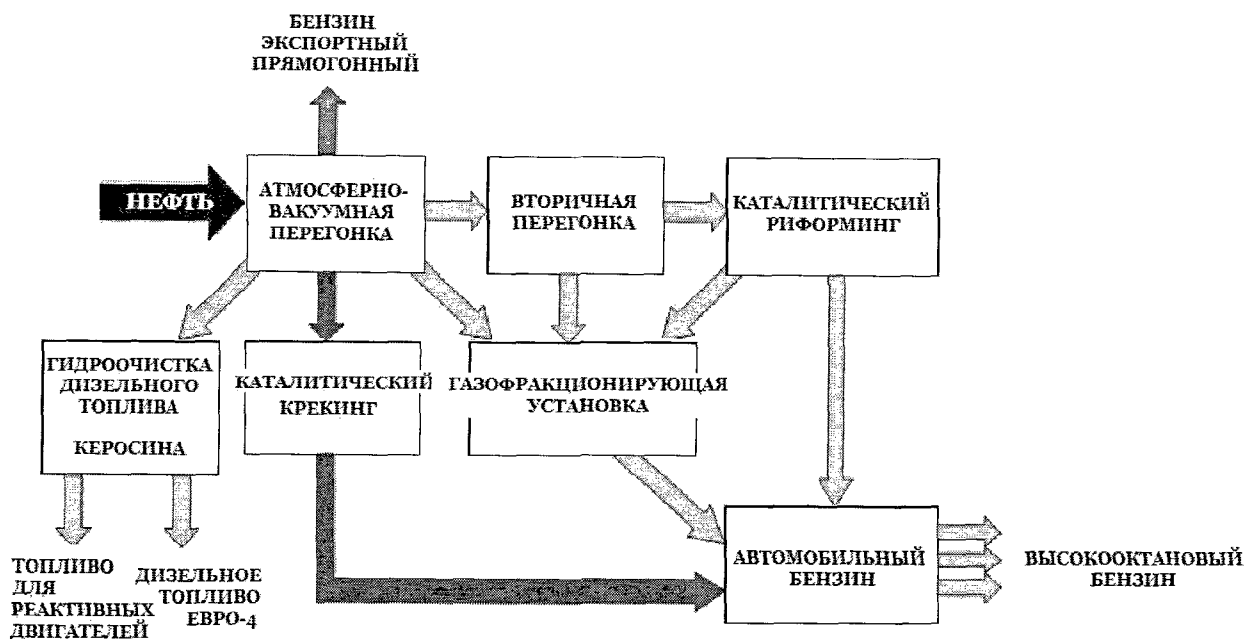 БЕНЗИН
ЭКСПОРТНЫЙ
ПРЯМОГОННЫЙ
НЕФТЬ
АТМОСФЕРНО-
ВАКУУМНАЯ
ПЕРЕГОНКА
ВТОРИЧНАЯ
ПЕРЕГОНКА
КАТАЛИТИЧЕСКИЙ
РИФОРМИНГ
ГИДРООЧИСТКА
ДИЗЕЛЬНОГО
ТОПЛИВА
КЕРОСИНА
КАТАЛИТИЧЕСКИЙ
КРЕКИНГ
ГАЗОФРАКЦИОНИРУЮЩАЯ
УСТАНОВКА
ТОПЛИВО
ДЛЯ
РЕАКТИВНЫХ
ДВИГАТЕЛЕЙ
ДИЗЕЛЬНОЕ
ТОПЛИВО
ЕВРО-4
АВТОМОБИЛЬНЫЙ
БЕНЗИН
ВЫСОКООКТАНОВЫЙ
БЕНЗИН